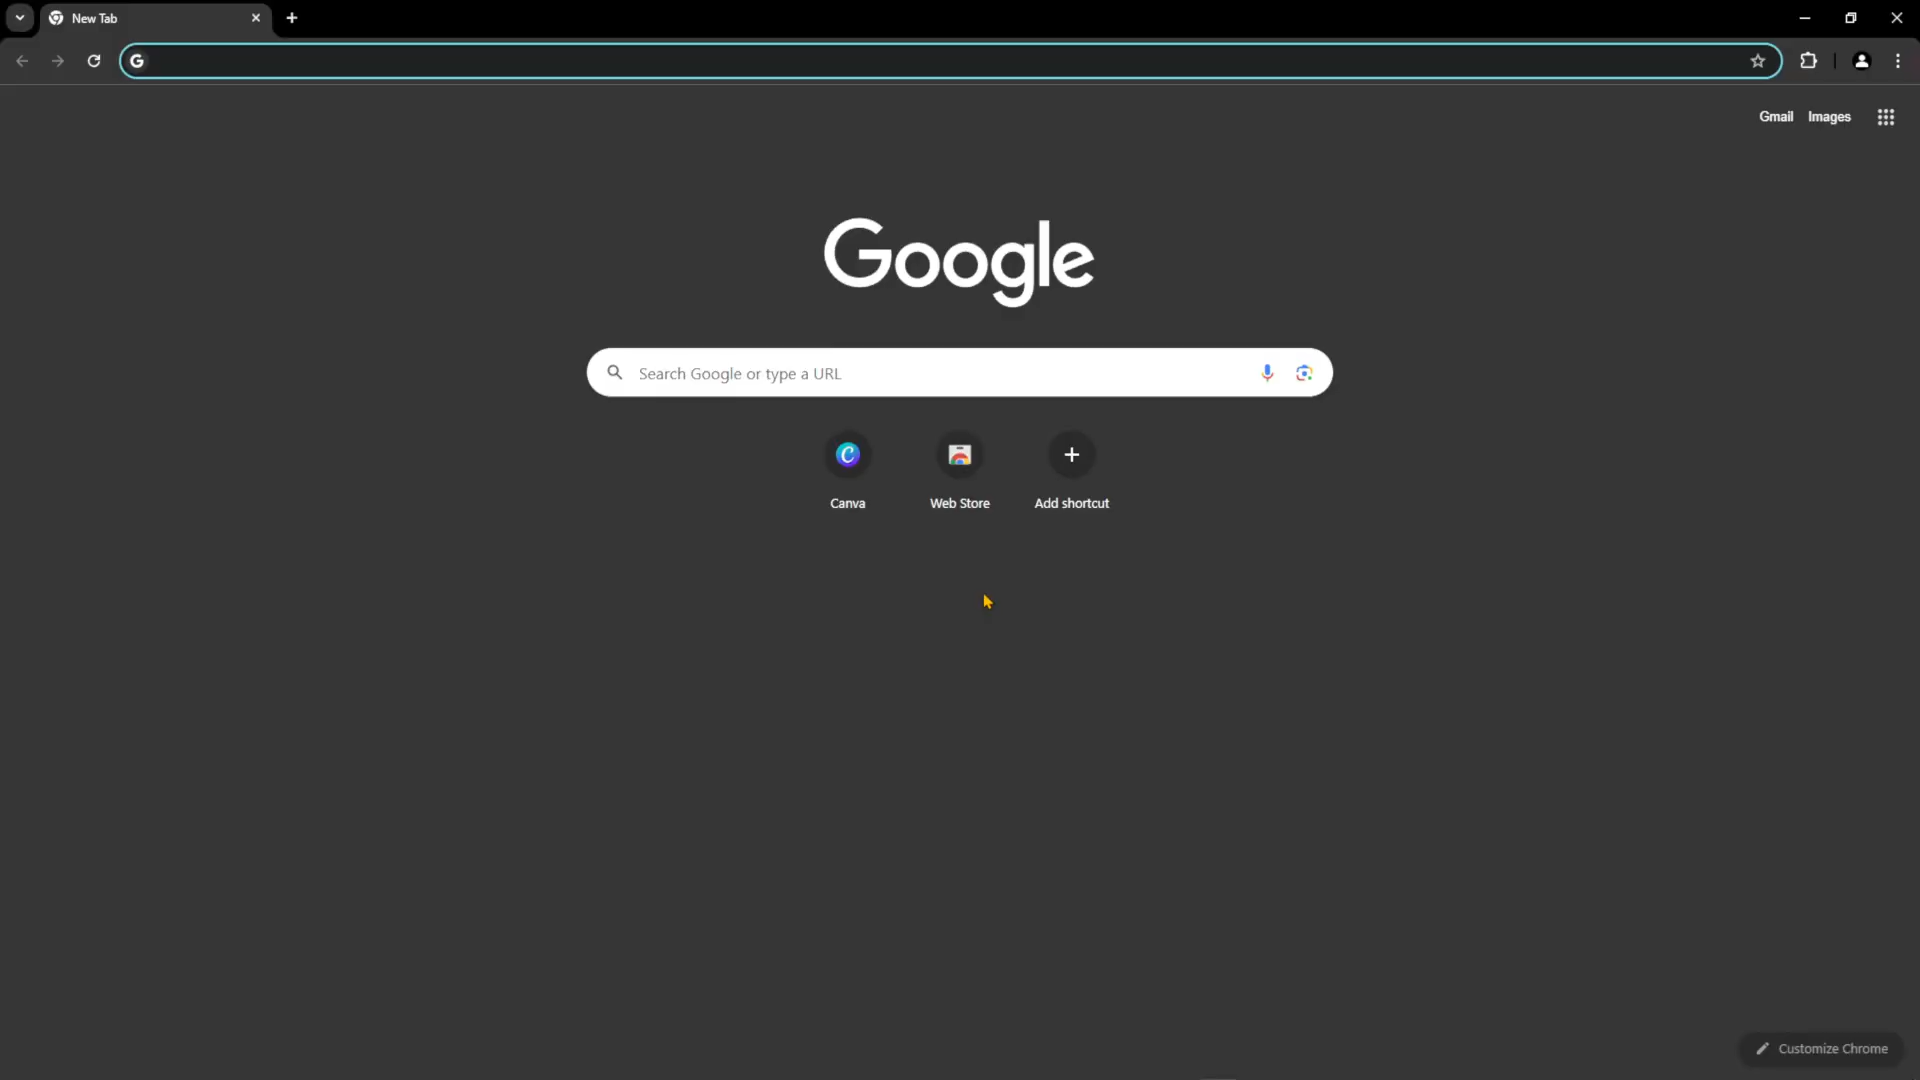 New Tab
Gmail Images
Google
Search Google or type a URL
Canva
Web Store
Add shortcut
Customize Chrome